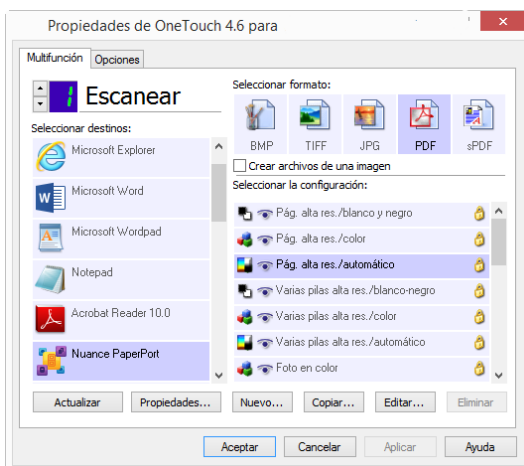 Propiedades de OneTouch 4.6 para
Multifunción
Opciones
1 Escanear
Seleccionar destinos:
Microsoft Explorer
Microsoft Word
Microsoft Wordpad
Notepad
Acrobat Reader 10.0
Nuance PaperPort
Actualizar
Propiedades...
Seleccionar formato:
BMP
TIFF
JPG
PDF
sPDF
Crear archivos de una imagen
Seleccionar la configuración:
Pág. alta res./blanco y negro
Pág. alta res./color
Pág. alta res./automático
Varias pilas alta res./blanco-negro
Varias pilas alta res./color
Varias pilas alta res./automático
Foto en color
Nuevo...
Copiar...
Editar...
Eliminar
Aceptar
Cancelar
Aplicar
Ayuda